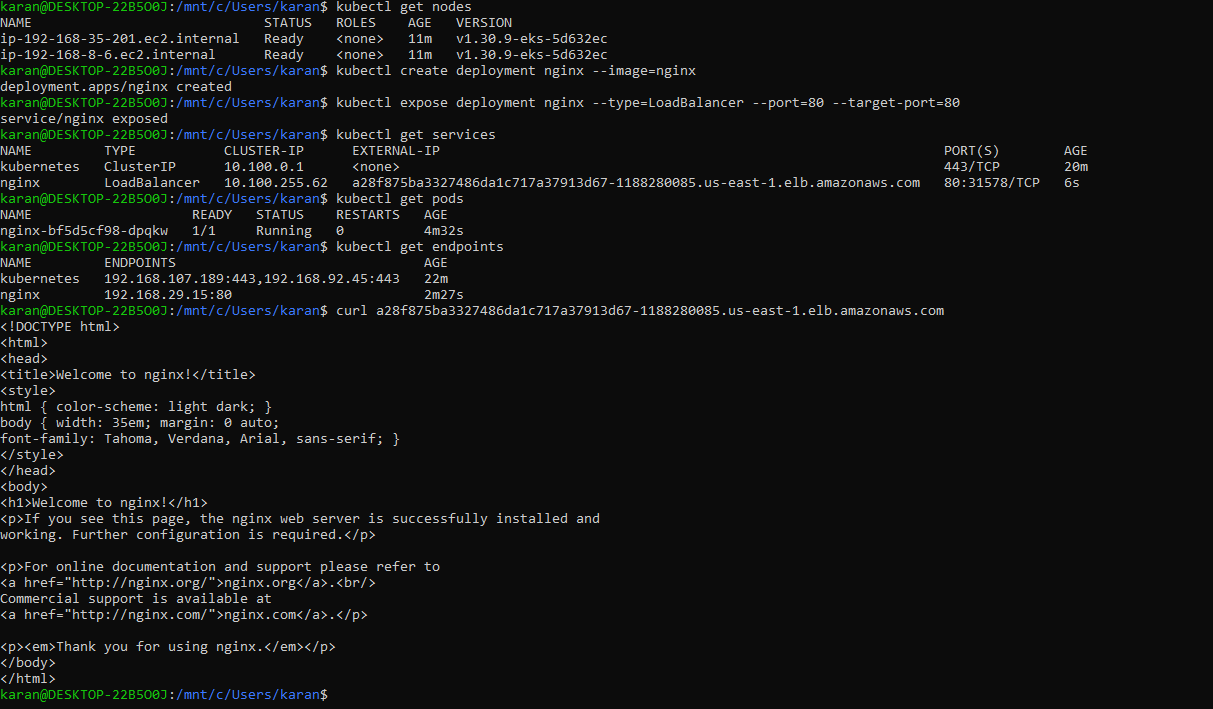 karan@DESKTOP-22B5O0J:/mnt/c/Users/karan$ kubectl get nodes
NAME                             STATUS   ROLES    AGE   VERSION
ip-192-168-35-201.ec2.internal   Ready    <none>   11m   v1.30.9-eks-5d632ec
ip-192-168-8-6.ec2.internal      Ready    <none>   11m   v1.30.9-eks-5d632ec
karan@DESKTOP-22B5O0J:/mnt/c/Users/karan$ kubectl create deployment nginx --image=nginx
deployment.apps/nginx created
karan@DESKTOP-22B5O0J:/mnt/c/Users/karan$ kubectl expose deployment nginx --type=LoadBalancer --port=80 --target-port=80
service/nginx exposed
karan@DESKTOP-22B5O0J:/mnt/c/Users/karan$ kubectl get services
NAME         TYPE           CLUSTER-IP      EXTERNAL-IP                                                               PORT(S)        AGE
kubernetes   ClusterIP      10.100.0.1      <none>                                                                    443/TCP        20m
nginx        LoadBalancer   10.100.255.62   a28f875ba3327486da1c717a37913d67-1188280085.us-east-1.elb.amazonaws.com   80:31578/TCP   6s
karan@DESKTOP-22B5O0J:/mnt/c/Users/karan$ kubectl get pods
NAME                    READY   STATUS    RESTARTS   AGE
nginx-bf5d5cf98-dpqkw   1/1     Running   0          4m32s
karan@DESKTOP-22B5O0J:/mnt/c/Users/karan$ kubectl get endpoints
NAME         ENDPOINTS                               AGE
kubernetes   192.168.107.189:443,192.168.92.45:443   22m
nginx        192.168.29.15:80                        2m27s
karan@DESKTOP-22B5O0J:/mnt/c/Users/karan$ curl a28f875ba3327486da1c717a37913d67-1188280085.us-east-1.elb.amazonaws.com
<!DOCTYPE html>
<html>
<head>
<title>Welcome to nginx!</title>
<style>
html { color-scheme: light dark; }
body { width: 35em; margin: 0 auto;
font-family: Tahoma, Verdana, Arial, sans-serif; }
</style>
</head>
<body>
<h1>Welcome to nginx!</h1>
<p>If you see this page, the nginx web server is successfully installed and
working. Further configuration is required.</p>

<p>For online documentation and support please refer to
<a href="http://nginx.org/">nginx.org</a>.<br/>
Commercial support is available at
<a href="http://nginx.com/">nginx.com</a>.</p>

<p><em>Thank you for using nginx.</em></p>
</body>
</html>
karan@DESKTOP-22B5O0J:/mnt/c/Users/karan$